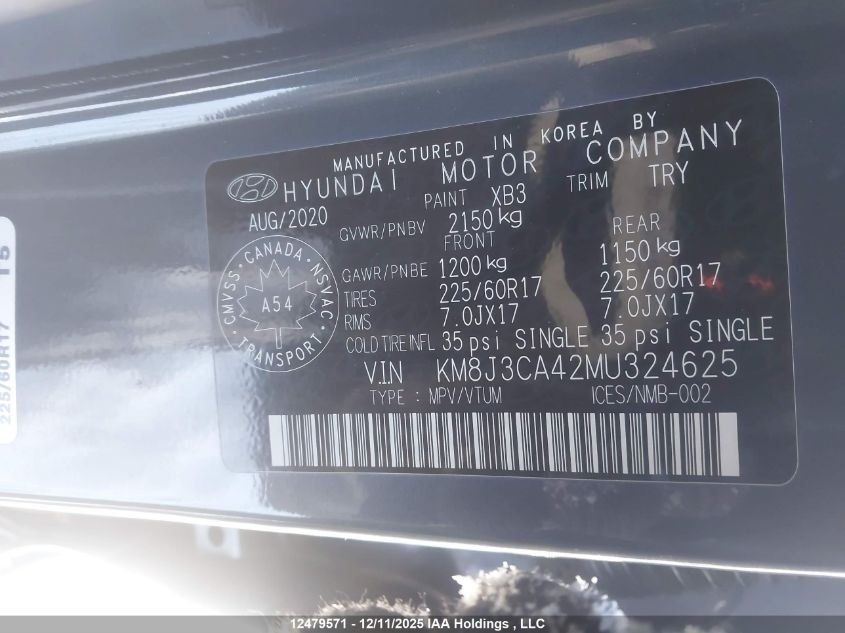 MANUFACTURED IN KOREA BY
HYUNDAI MOTOR COMPANY
PAINT XB3 TRIM TRY
AUG/2020
GVWR/PNBV 2150 kg
FRONT REAR
GAWR/PNBE 1200 kg 1150 kg
TIRES 225/60R17 225/60R17
RIMS 7.0JX17 7.0JX17
COLD TIRE INFL 35 psi SINGLE 35 psi SINGLE
CMVSS · CANADA · NSVAC
A54
TRANSPORT
V.I.N KM8J3CA42MU324625
TYPE : MPV/VTUM ICES/NMB-002
225/60R17 15
12479571 - 12/11/2025 IAA Holdings , LLC